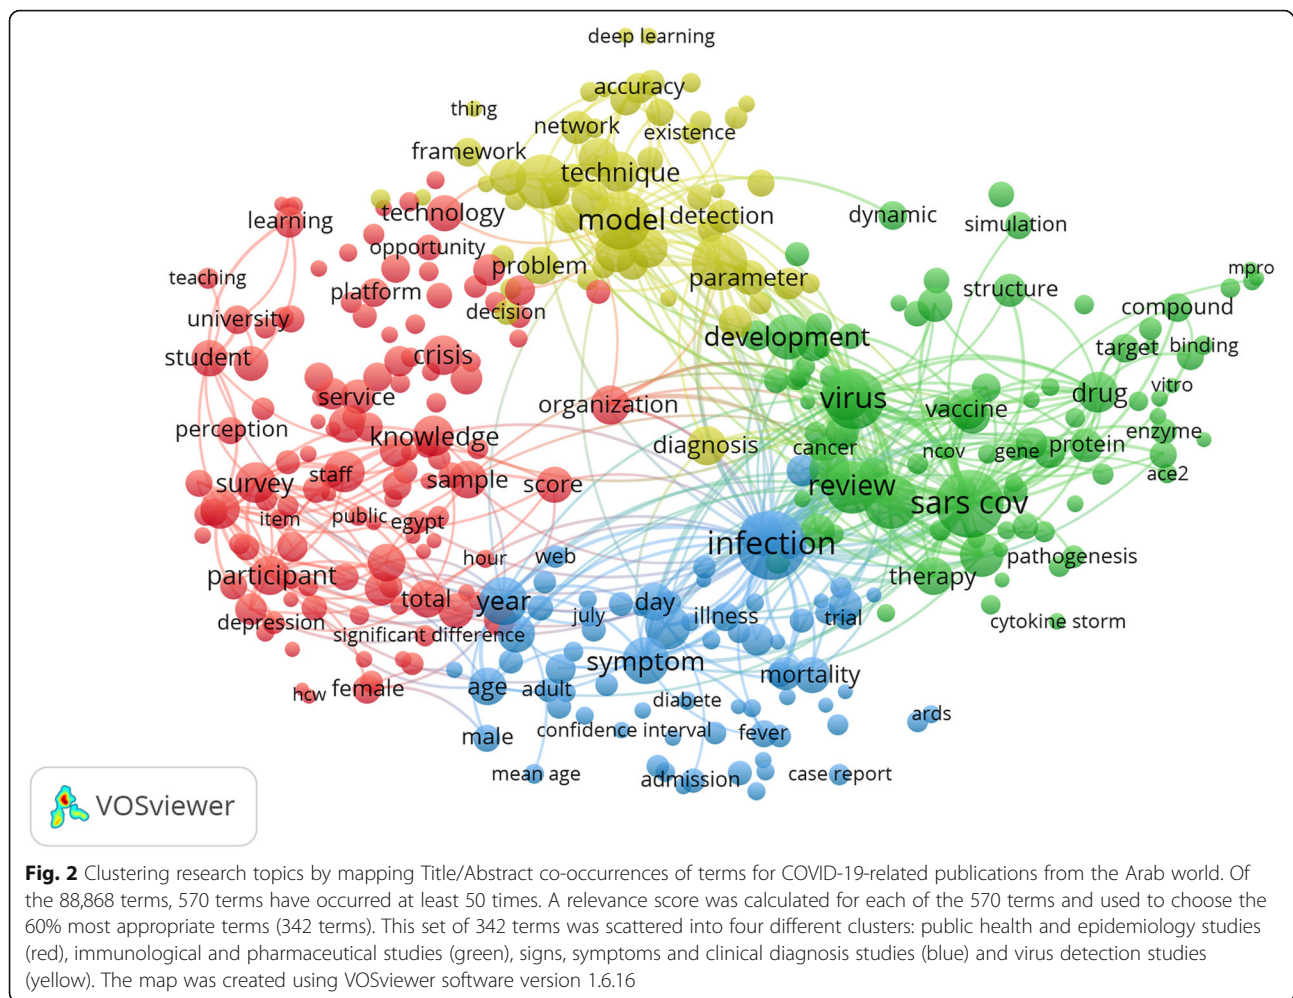 deep learning
accuracy
thing
network
existence
framework
technique
learning
technology
model
detection
dynamic
simulation
opportunity
teaching
problem
parameter
mpro
platform
structure
compound
university
decision
development
student
crisis
target
binding
service
organization
virus
vaccine
drug
vitro
perception
knowledge
diagnosis
cancer
ncov
gene
protein
enzyme
survey
staff
sample
score
review
sars cov
ace2
item
public
egypt
infection
hour
web
pathogenesis
participant
therapy
total
year
day
illness
trial
depression
significant difference
july
cytokine storm
symptom
mortality
hcw
female
age
adult
diabete
ards
male
confidence interval
fever
mean age
admission
case report
VOSviewer
Fig. 2 Clustering research topics by mapping Title/Abstract co-occurrences of terms for COVID-19-related publications from the Arab world. Of
the 88,868 terms, 570 terms have occurred at least 50 times. A relevance score was calculated for each of the 570 terms and used to choose the
60% most appropriate terms (342 terms). This set of 342 terms was scattered into four different clusters: public health and epidemiology studies
(red), immunological and pharmaceutical studies (green), signs, symptoms and clinical diagnosis studies (blue) and virus detection studies
(yellow). The map was created using VOSviewer software version 1.6.16